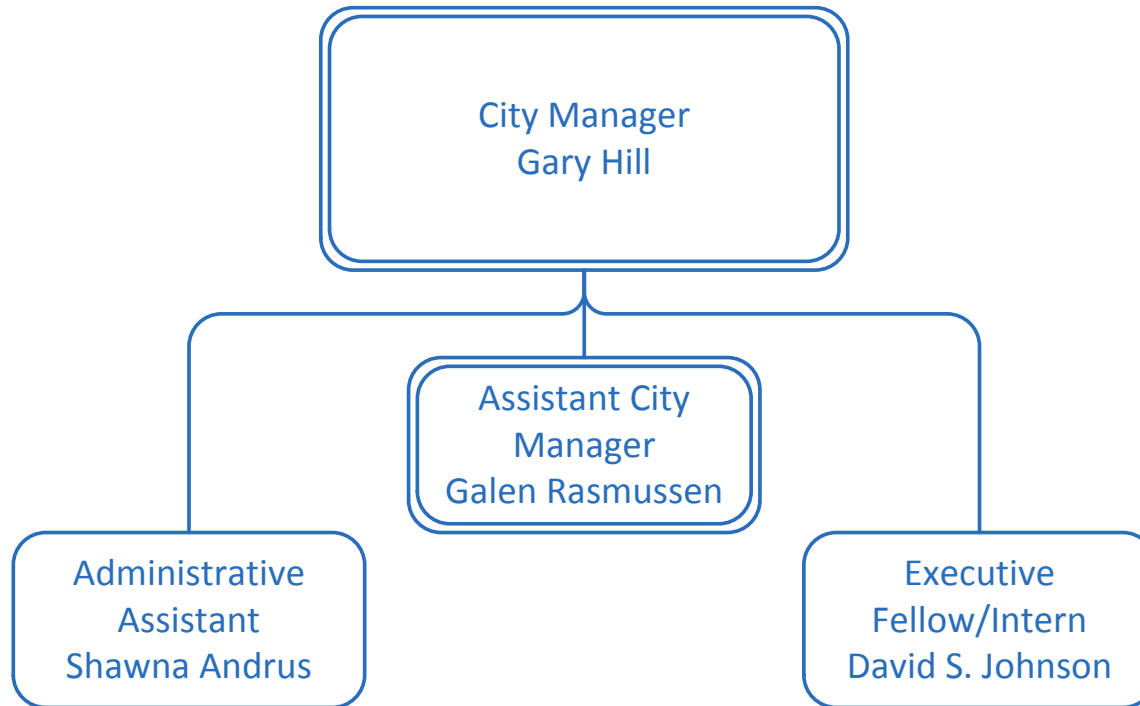 City Manager
Gary Hill
Assistant City
Manager
Galen Rasmussen
Administrative
Assistant
Shawna Andrus
Executive
Fellow/Intern
David S. Johnson